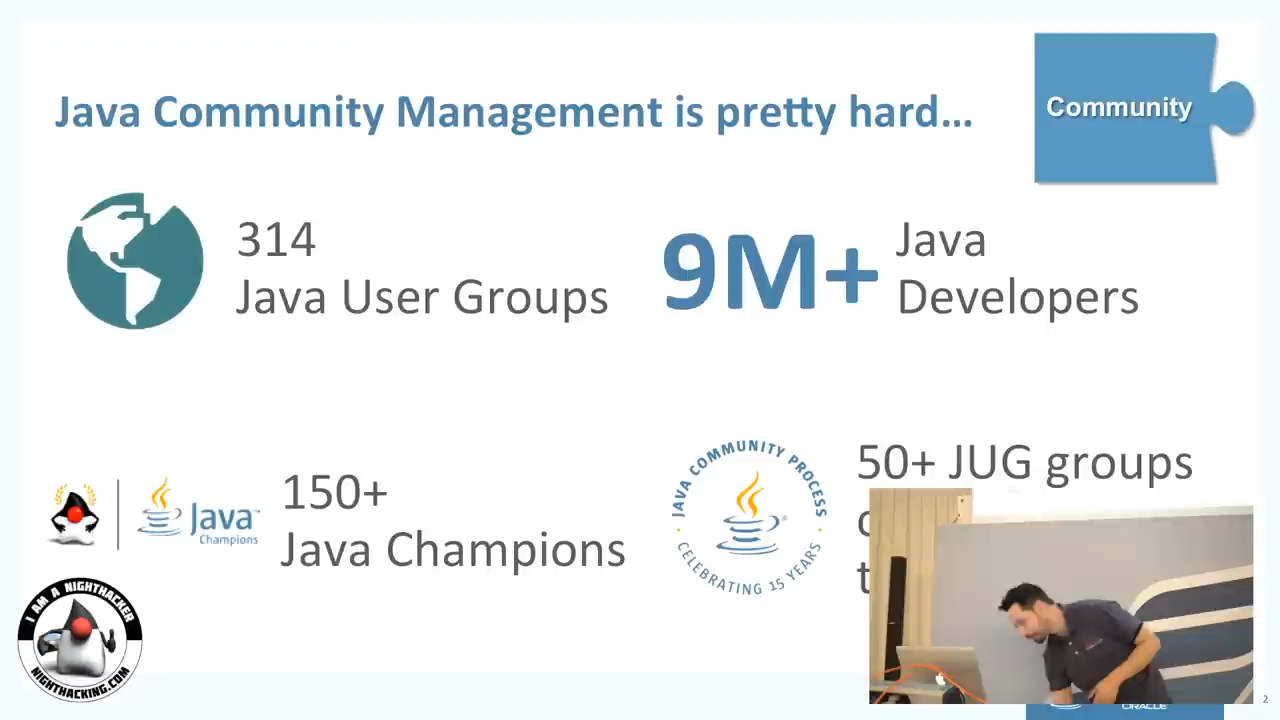 Java Community Management is pretty hard...
Community
314
Java User Groups
9M+
Java
Developers
Java
Champions
150+
Java Champions
JAVA COMMUNITY PROCESS
CELEBRATING 15 YEARS
50+ JUG groups
I AM A NIGHTHACKER
NIGHTHACKING.COM
ORACLE
2